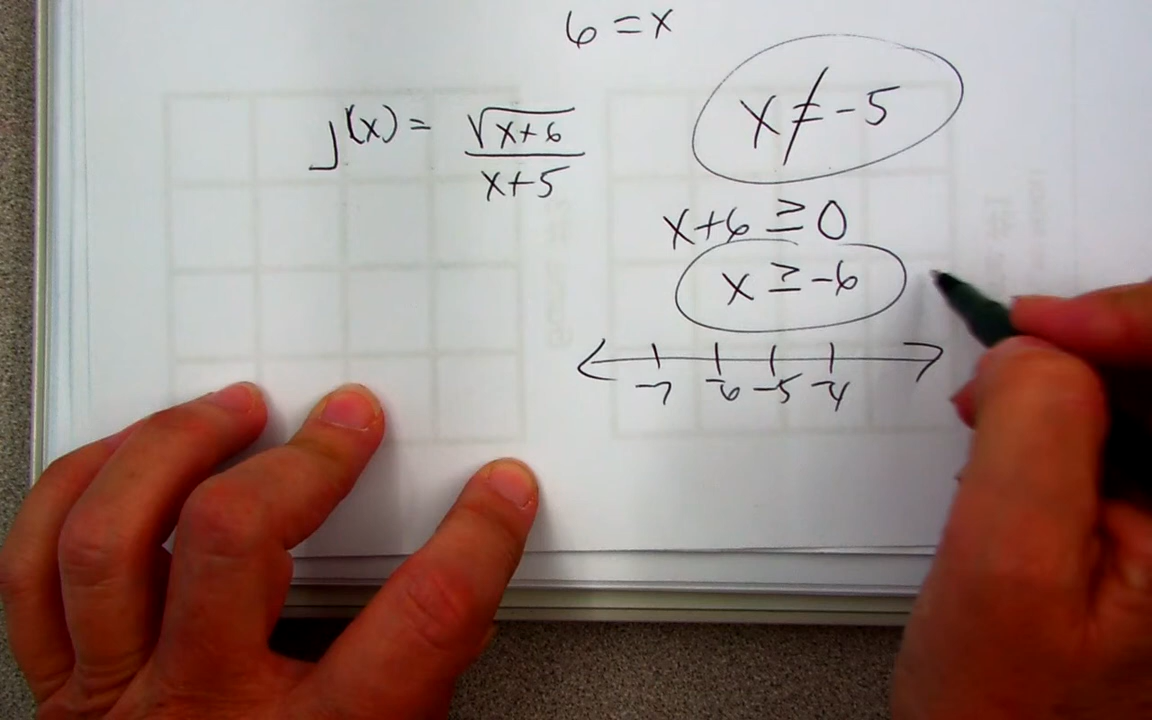 6 = x
j(x) = √(x+6) / (x+5)
x ≠ -5
x+6 ≥ 0
x ≥ -6
-7 -6 -5 -4